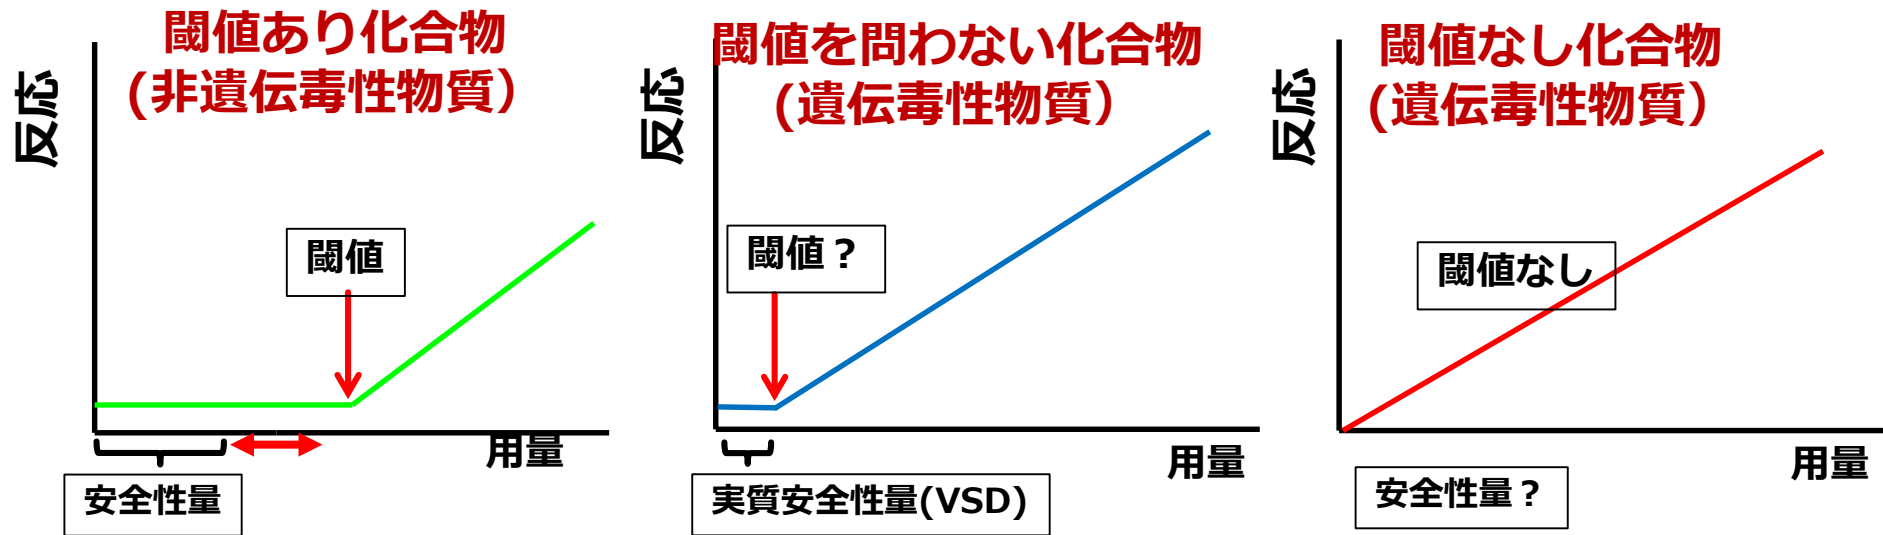 閾値あり化合物
(非遺伝毒性物質）
反応
閾値
用量
安全性量
閾値を問わない化合物
(遺伝毒性物質）
反応
閾値？
用量
実質安全性量(VSD)
閾値なし化合物
(遺伝毒性物質）
反応
閾値なし
用量
安全性量？